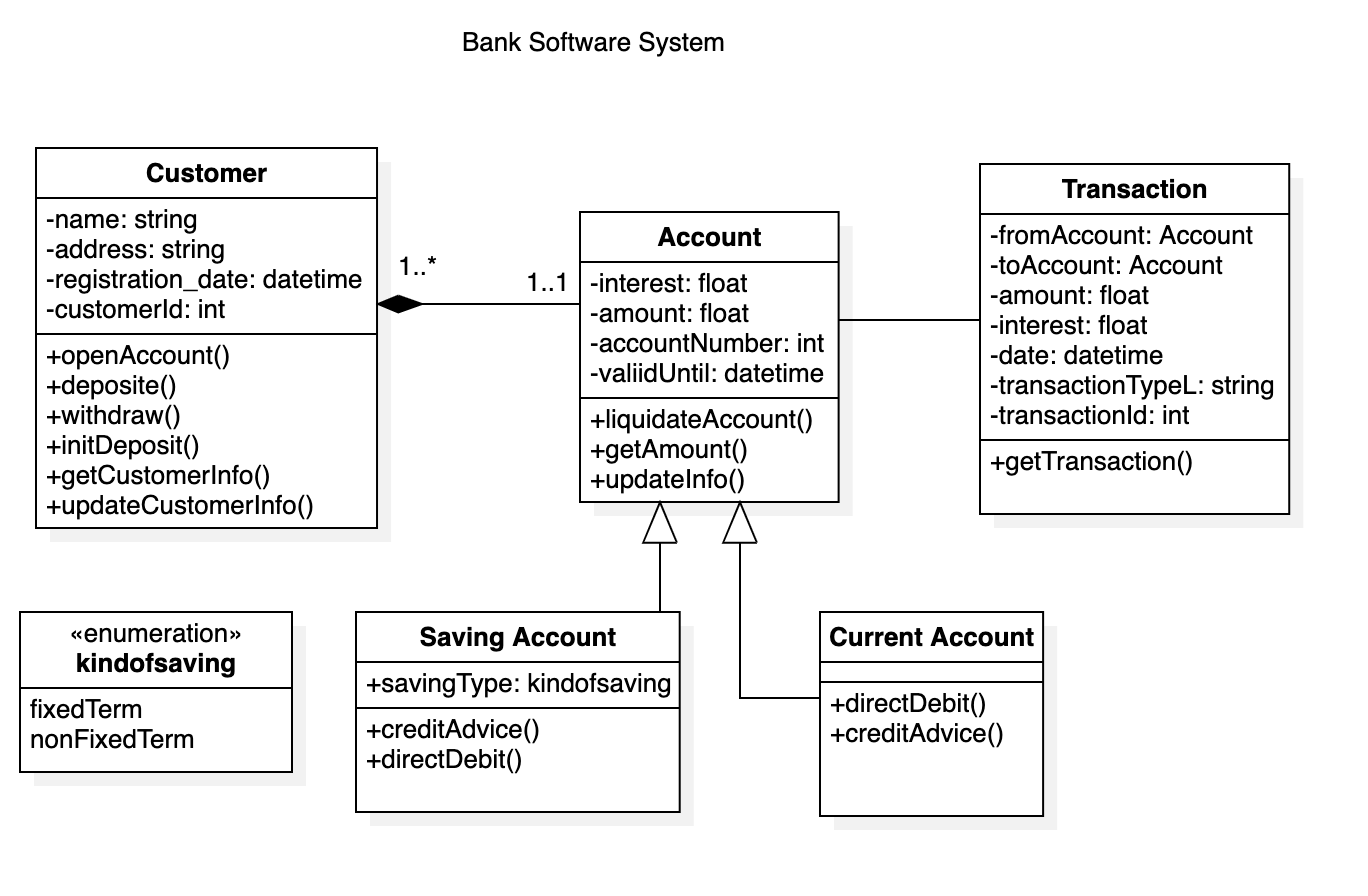 Bank Software System
Customer
-name: string
-address: string
-registration_date: datetime
-customerId: int
+openAccount()
+deposite()
+withdraw()
+initDeposit()
+getCustomerInfo()
+updateCustomerInfo()
1..*
1..1
Account
-interest: float
-amount: float
-accountNumber: int
-valiidUntil: datetime
+liquidateAccount()
+getAmount()
+updateInfo()
Transaction
-fromAccount: Account
-toAccount: Account
-amount: float
-interest: float
-date: datetime
-transactionTypeL: string
-transactionId: int
+getTransaction()
«enumeration»
kindofsaving
fixedTerm
nonFixedTerm
Saving Account
+savingType: kindofsaving
+creditAdvice()
+directDebit()
Current Account
+directDebit()
+creditAdvice()